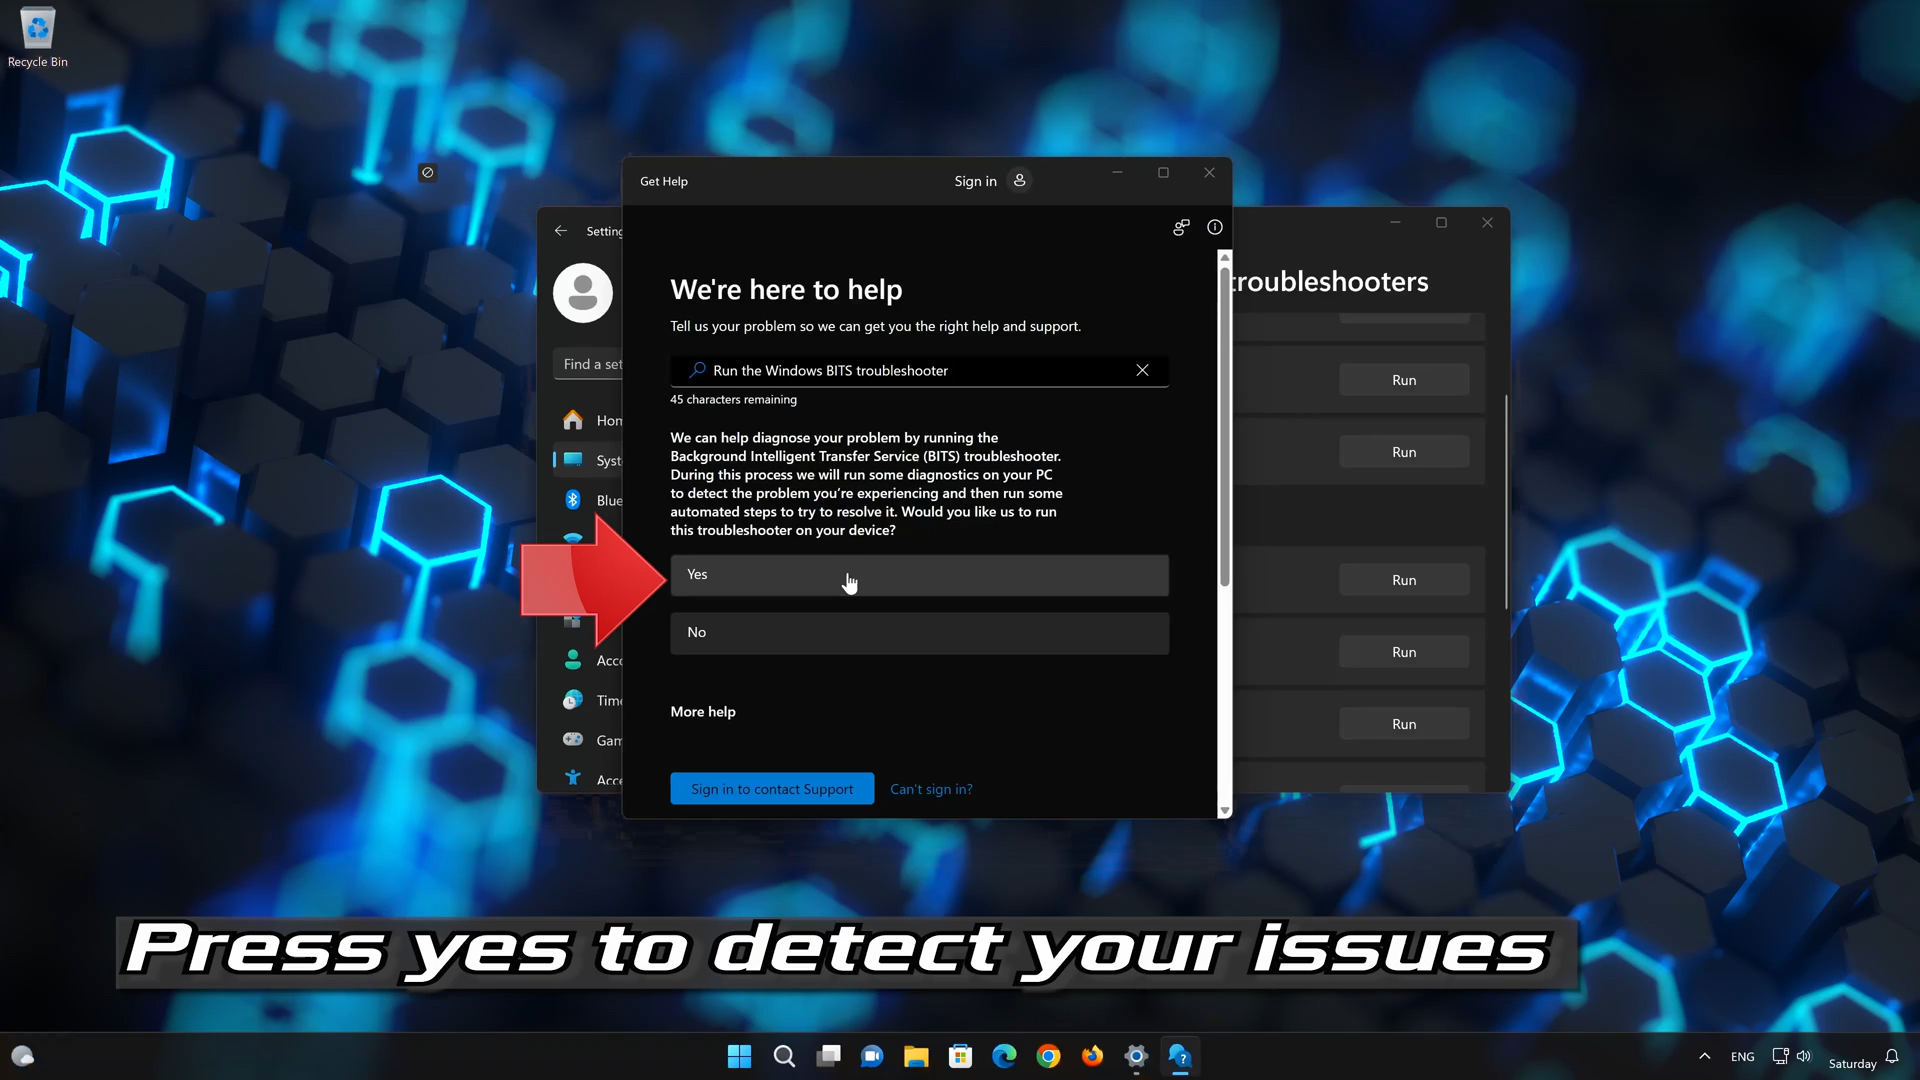 Recycle Bin
Get Help
Sign in
Setting
troubleshooters
We're here to help
Tell us your problem so we can get you the right help and support.
Find a set
Run the Windows BITS troubleshooter
Run
45 characters remaining
Hom
We can help diagnose your problem by running the
Background Intelligent Transfer Service (BITS) troubleshooter.
Run
Syst
During this process we will run some diagnostics on your PC
to detect the problem you're experiencing and then run some
Blue
automated steps to try to resolve it. Would you like us to run
this troubleshooter on your device?
Yes
Run
No
Run
Acco
Time
More help
Run
Gam
Acce
Sign in to contact Support
Can't sign in?
Press yes to detect your issues
ENG
Saturday